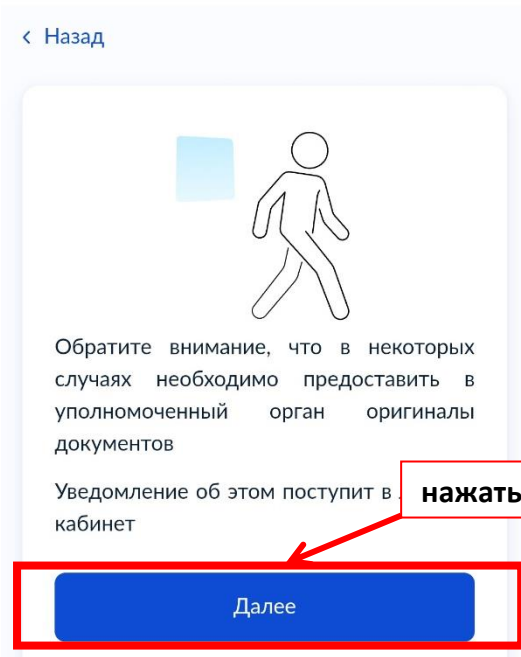 Назад
Обратите внимание, что в некоторых
случаях необходимо предоставить в
уполномоченный орган оригиналы
документов
Уведомление об этом поступит в
нажать
кабинет
Далее